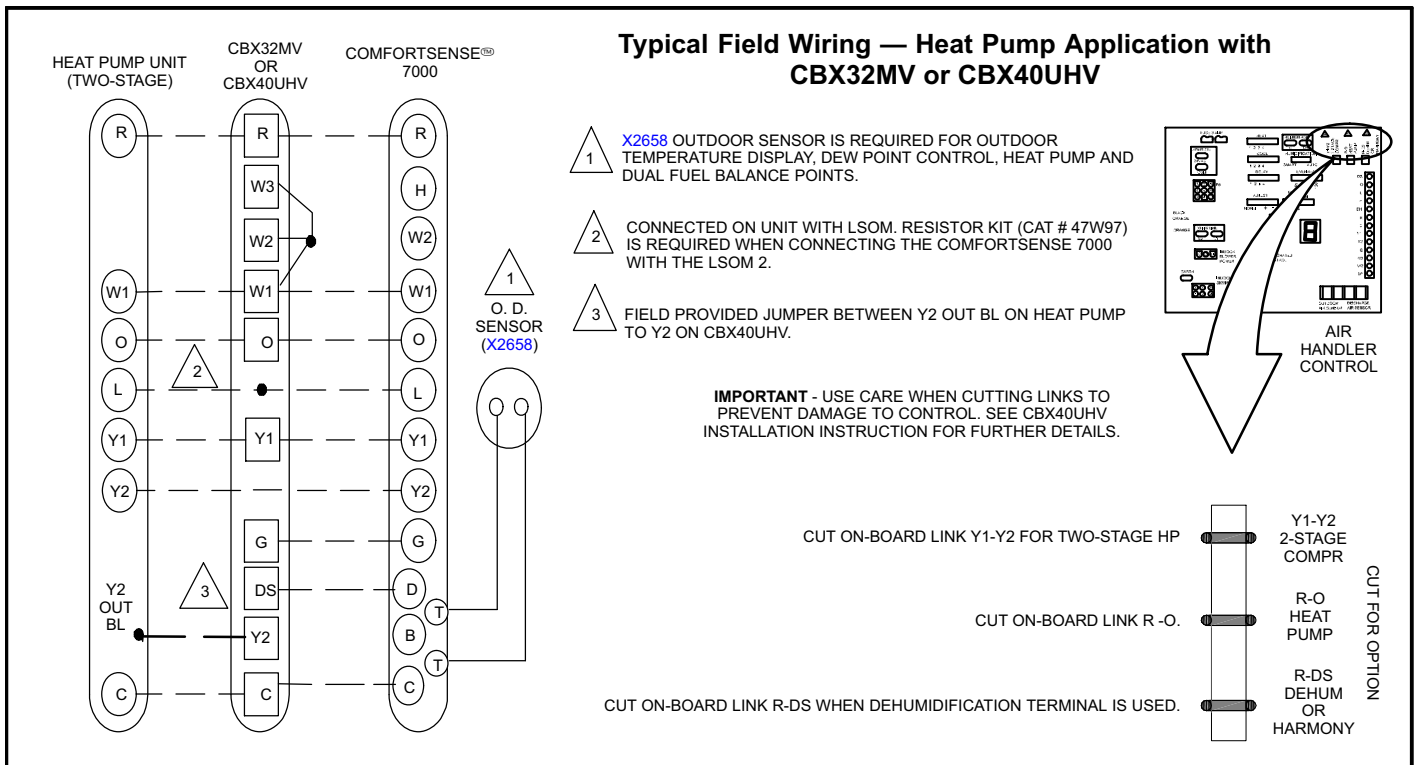 Typical Field Wiring — Heat Pump Application with
CBX32MV or CBX40UHV
HEAT PUMP UNIT
(TWO-STAGE)
CBX32MV
OR
CBX40UHV
COMFORTSENSE™
7000
R
R
R
W3
H
W2
W2
W1
W1
W1
O
O
O
2
L
L
Y1
Y1
Y1
Y2
Y2
G
G
3
DS
D
T
Y2
OUT
BL
Y2
B
T
C
C
C
1
O. D.
SENSOR
(X2658)
1
X2658 OUTDOOR SENSOR IS REQUIRED FOR OUTDOOR
TEMPERATURE DISPLAY, DEW POINT CONTROL, HEAT PUMP AND
DUAL FUEL BALANCE POINTS.
2
CONNECTED ON UNIT WITH LSOM. RESISTOR KIT (CAT # 47W97)
IS REQUIRED WHEN CONNECTING THE COMFORTSENSE 7000
WITH THE LSOM 2.
3
FIELD PROVIDED JUMPER BETWEEN Y2 OUT BL ON HEAT PUMP
TO Y2 ON CBX40UHV.
IMPORTANT - USE CARE WHEN CUTTING LINKS TO
PREVENT DAMAGE TO CONTROL. SEE CBX40UHV
INSTALLATION INSTRUCTION FOR FURTHER DETAILS.
AIR
HANDLER
CONTROL
CUT ON-BOARD LINK Y1-Y2 FOR TWO-STAGE HP
Y1-Y2
2-STAGE
COMPR
CUT ON-BOARD LINK R -O.
R-O
HEAT
PUMP
CUT ON-BOARD LINK R-DS WHEN DEHUMIDIFICATION TERMINAL IS USED.
R-DS
DEHUM
OR
HARMONY
CUT FOR OPTION